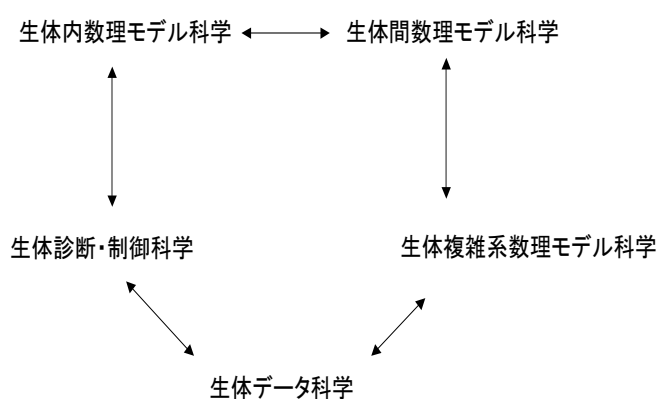 生体内数理モデル科学
生体間数理モデル科学
生体診断・制御科学
生体複雑系数理モデル科学
生体データ科学